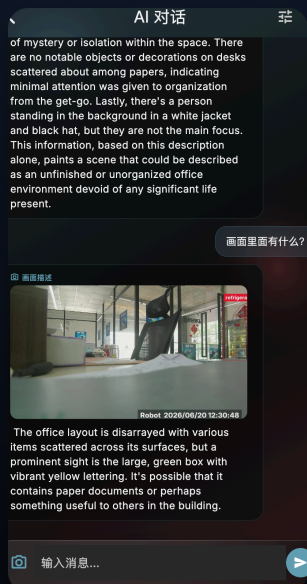 AI 对话
of mystery or isolation within the space. There
are no notable objects or decorations on desks
scattered about among papers, indicating
minimal attention was given to organization
from the get-go. Lastly, there's a person
standing in the background in a white jacket
and black hat, but they are not the main focus.
This information, based on this description
alone, paints a scene that could be described
as an unfinished or unorganized office
environment devoid of any significant life
present.
画面里面有什么?
画面描述
refrigera
Robot 2026/06/20 12:30:48
The office layout is disarrayed with various
items scattered across its surfaces, but a
prominent sight is the large, green box with
vibrant yellow lettering. It's possible that it
contains paper documents or perhaps
something useful to others in the building.
输入消息...